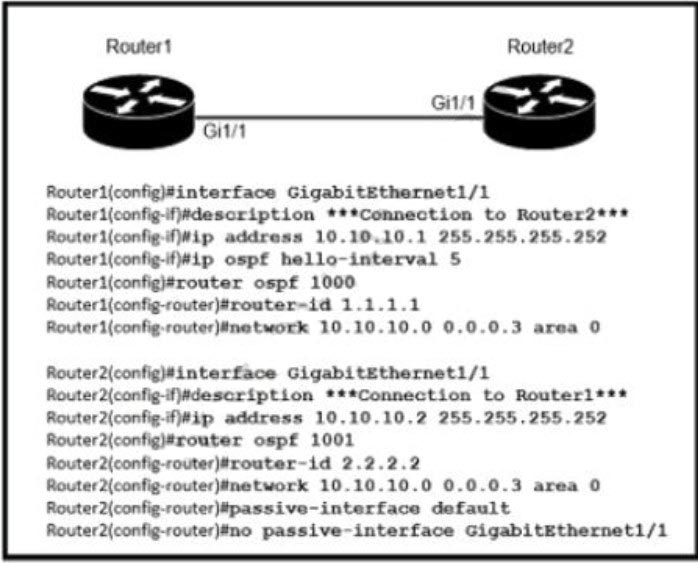 Router1 Router2
Gi1/1
Gi1/1
Router1(config)#interface GigabitEthernet1/1
Router1(config-if)#description ***Connection to Router2***
Router1(config-if)#ip address 10.10.10.1 255.255.255.252
Router1(config-if)#ip ospf hello-interval 5
Router1(config)#router ospf 1000
Router1(config-router)#router-id 1.1.1.1
Router1(config-router)#network 10.10.10.0 0.0.0.3 area 0
Router2(config)#interface GigabitEthernet1/1
Router2(config-if)#description ***Connection to Router1***
Router2(config-if)#ip address 10.10.10.2 255.255.255.252
Router2(config)#router ospf 1001
Router2(config-router)#router-id 2.2.2.2
Router2(config-router)#network 10.10.10.0 0.0.0.3 area 0
Router2(config-router)#passive-interface default
Router2(config-router)#no passive-interface GigabitEthernet1/1